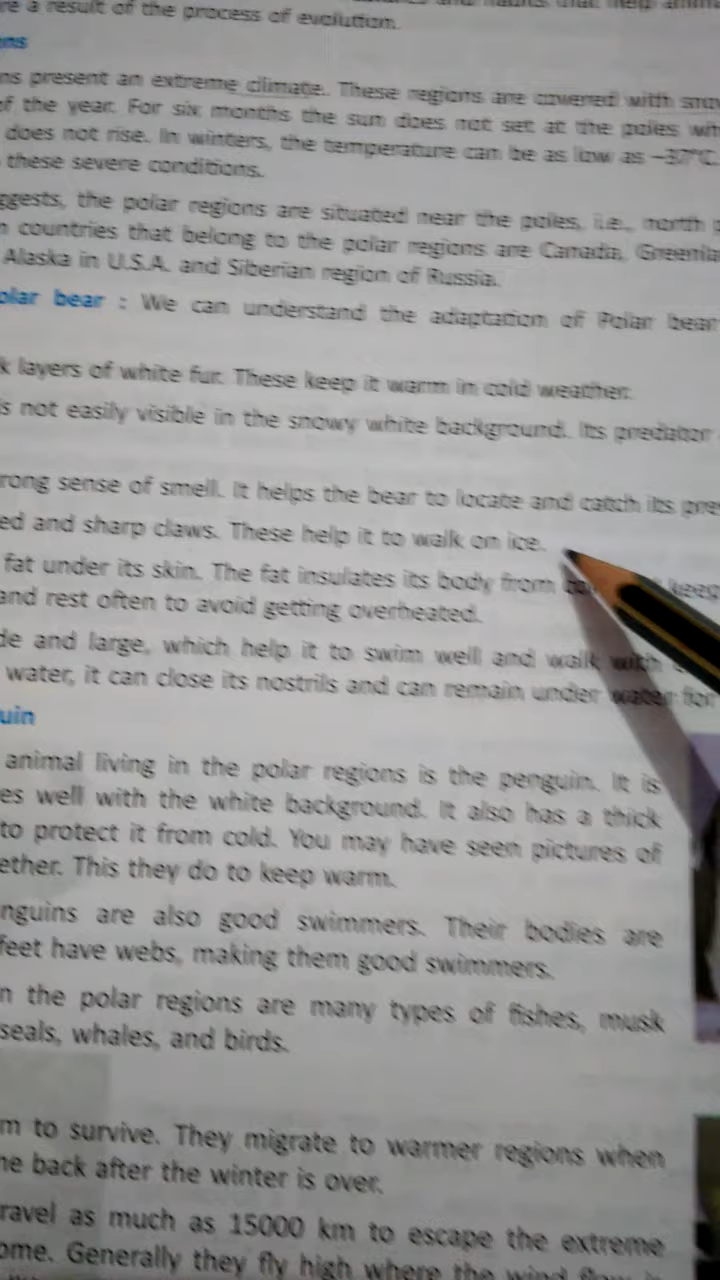 re a result of the process of evolution.
ons
ns present an extreme climate. These regions are covered with snow
of the year. For six months the sun does not set at the poles
does not rise. In winters, the temperature can be as low as −37°C.
these severe conditions.
ggests, the polar regions are situated near the poles, i.e., north
countries that belong to the polar regions are Canada, Greenla
Alaska in U.S.A. and Siberian region of Russia.
olar bear : We can understand the adaptation of Polar bear
k layers of white fur. These keep it warm in cold weather.
is not easily visible in the snowy white background. Its predator
rong sense of smell. It helps the bear to locate and catch its pre
ed and sharp claws. These help it to walk on ice.
fat under its skin. The fat insulates its body from keep
and rest often to avoid getting overheated.
de and large, which help it to swim well and walk with
water, it can close its nostrils and can remain under water for
uin
animal living in the polar regions is the penguin. It is
es well with the white background. It also has a thick
to protect it from cold. You may have seen pictures of
ether. This they do to keep warm.
nguins are also good swimmers. Their bodies are
feet have webs, making them good swimmers.
n the polar regions are many types of fishes, musk
seals, whales, and birds.
m to survive. They migrate to warmer regions when
ne back after the winter is over.
ravel as much as 15000 km to escape the extreme
ome. Generally they fly high where the wind flow is